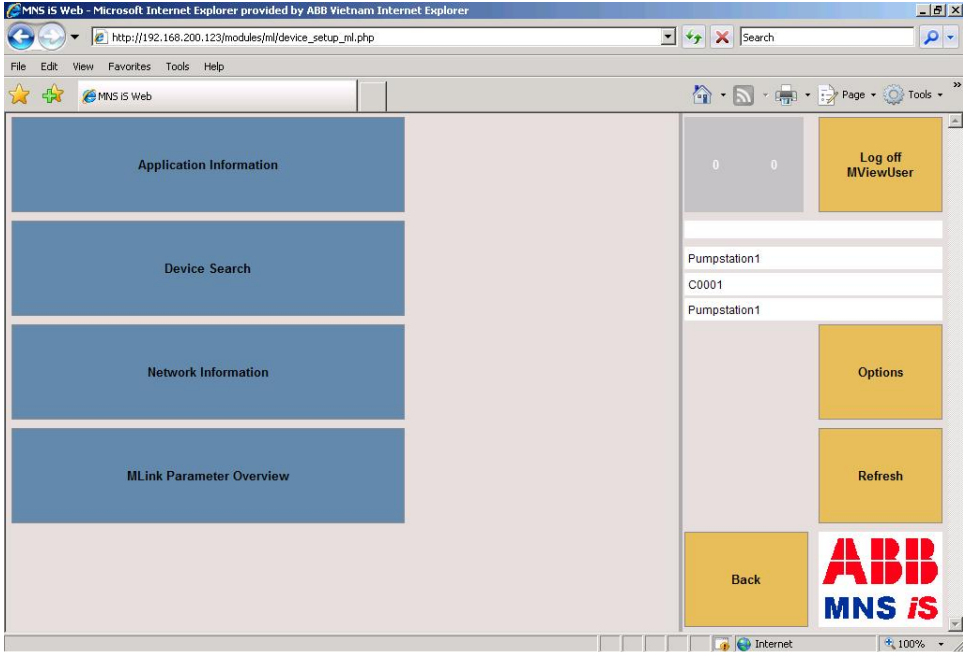 MNS iS Web - Microsoft Internet Explorer provided by ABB Vietnam Internet Explorer
http://192.168.200.123/modules/ml/device_setup_ml.php
Search
File Edit View Favorites Tools Help
MNS iS Web
Page
Tools
»
Application Information
0 0
Log off
MViewUser
Device Search
Pumpstation1
C0001
Pumpstation1
Network Information
Options
MLink Parameter Overview
Refresh
Back
ABB
MNS iS
Internet
100%